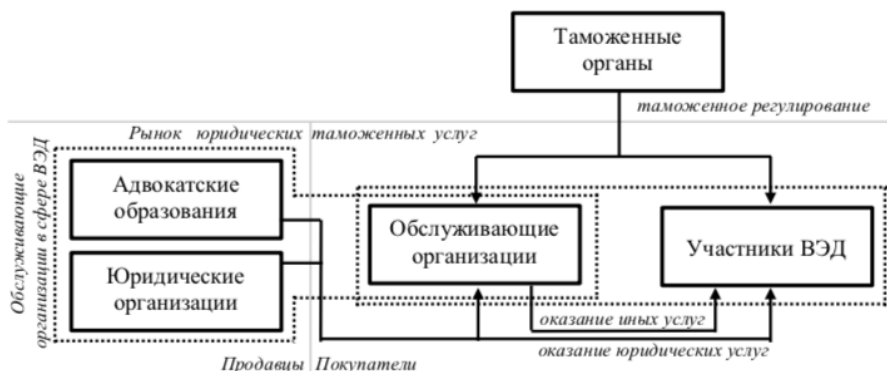 Таможенные
органы
таможенное регулирование
Рынок юридических таможенных услуг
Обслуживающие
организации в сфере ВЭД
Адвокатские
образования
Обслуживающие
организации
Участники ВЭД
Юридические
организации
оказание иных услуг
оказание юридических услуг
Продавцы Покупатели